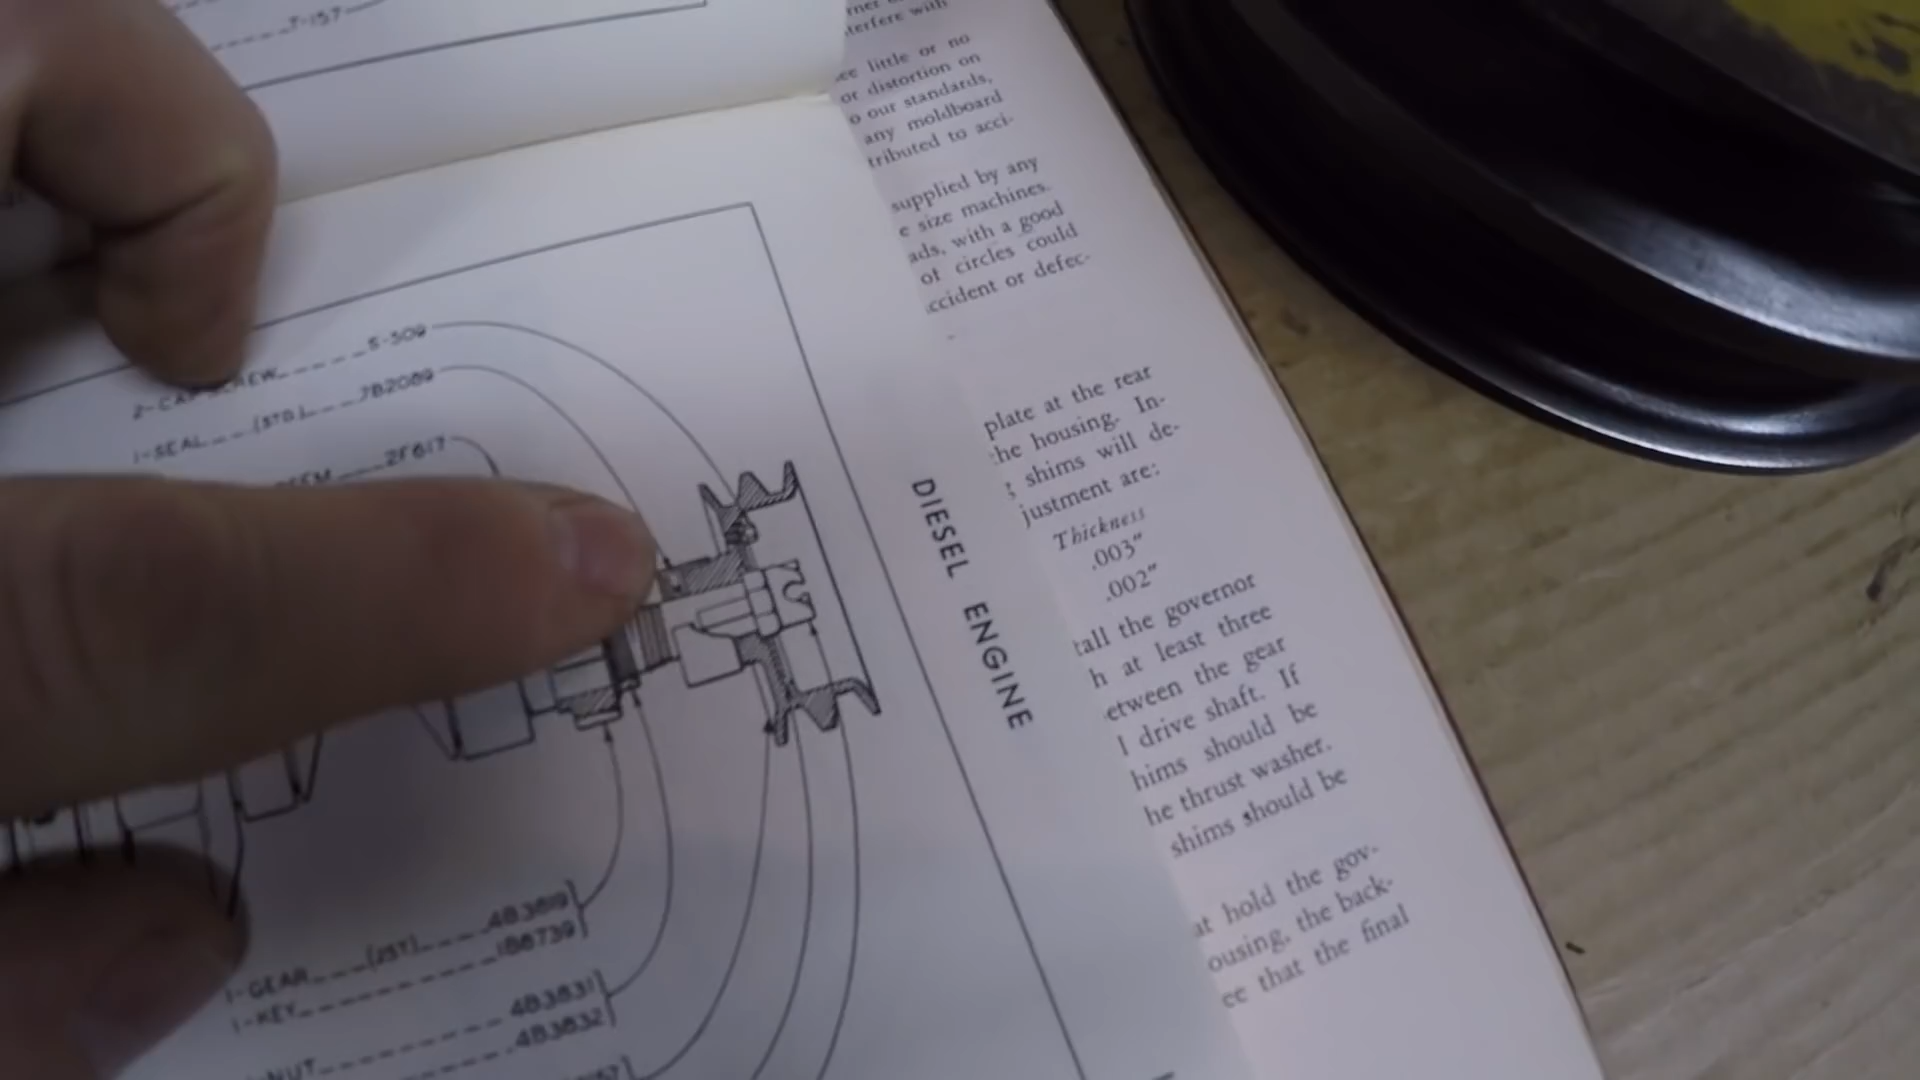 T-157
2-CAP SCREW S-509
1-SEAL (STD.) 7B2089
2F617
1-GEAR (25T) 4B3819
1-KEY 1B8739
4B3831
-NUT 4B3832
DIESEL ENGINE
terfere with
ee little or no
or distortion on
o our standards,
any moldboard
tributed to acci-
supplied by any
e size machines.
ads, with a good
of circles could
ccident or defec-
plate at the rear
he housing. In-
shims will de-
justment are:
Thickness
.003"
.002"
tall the governor
h at least three
etween the gear
l drive shaft. If
hims should be
he thrust washer.
shims should be
at hold the gov-
ousing, the back-
ee that the final